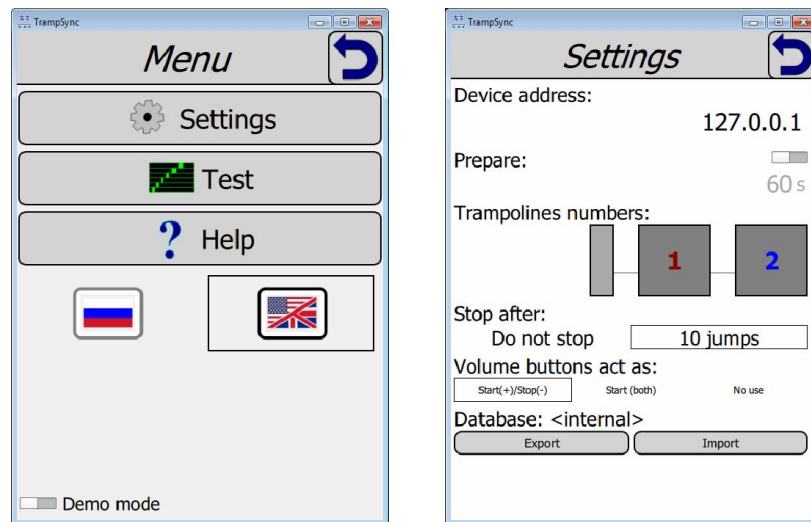 TrampSync
Menu
Settings
Test
? Help
Demo mode
TrampSync
Settings
Device address:
127.0.0.1
Prepare:
60 s
Trampolines numbers:
1 2
Stop after:
Do not stop 10 jumps
Volume buttons act as:
Start(+)/Stop(-) Start (both) No use
Database: <internal>
Export Import